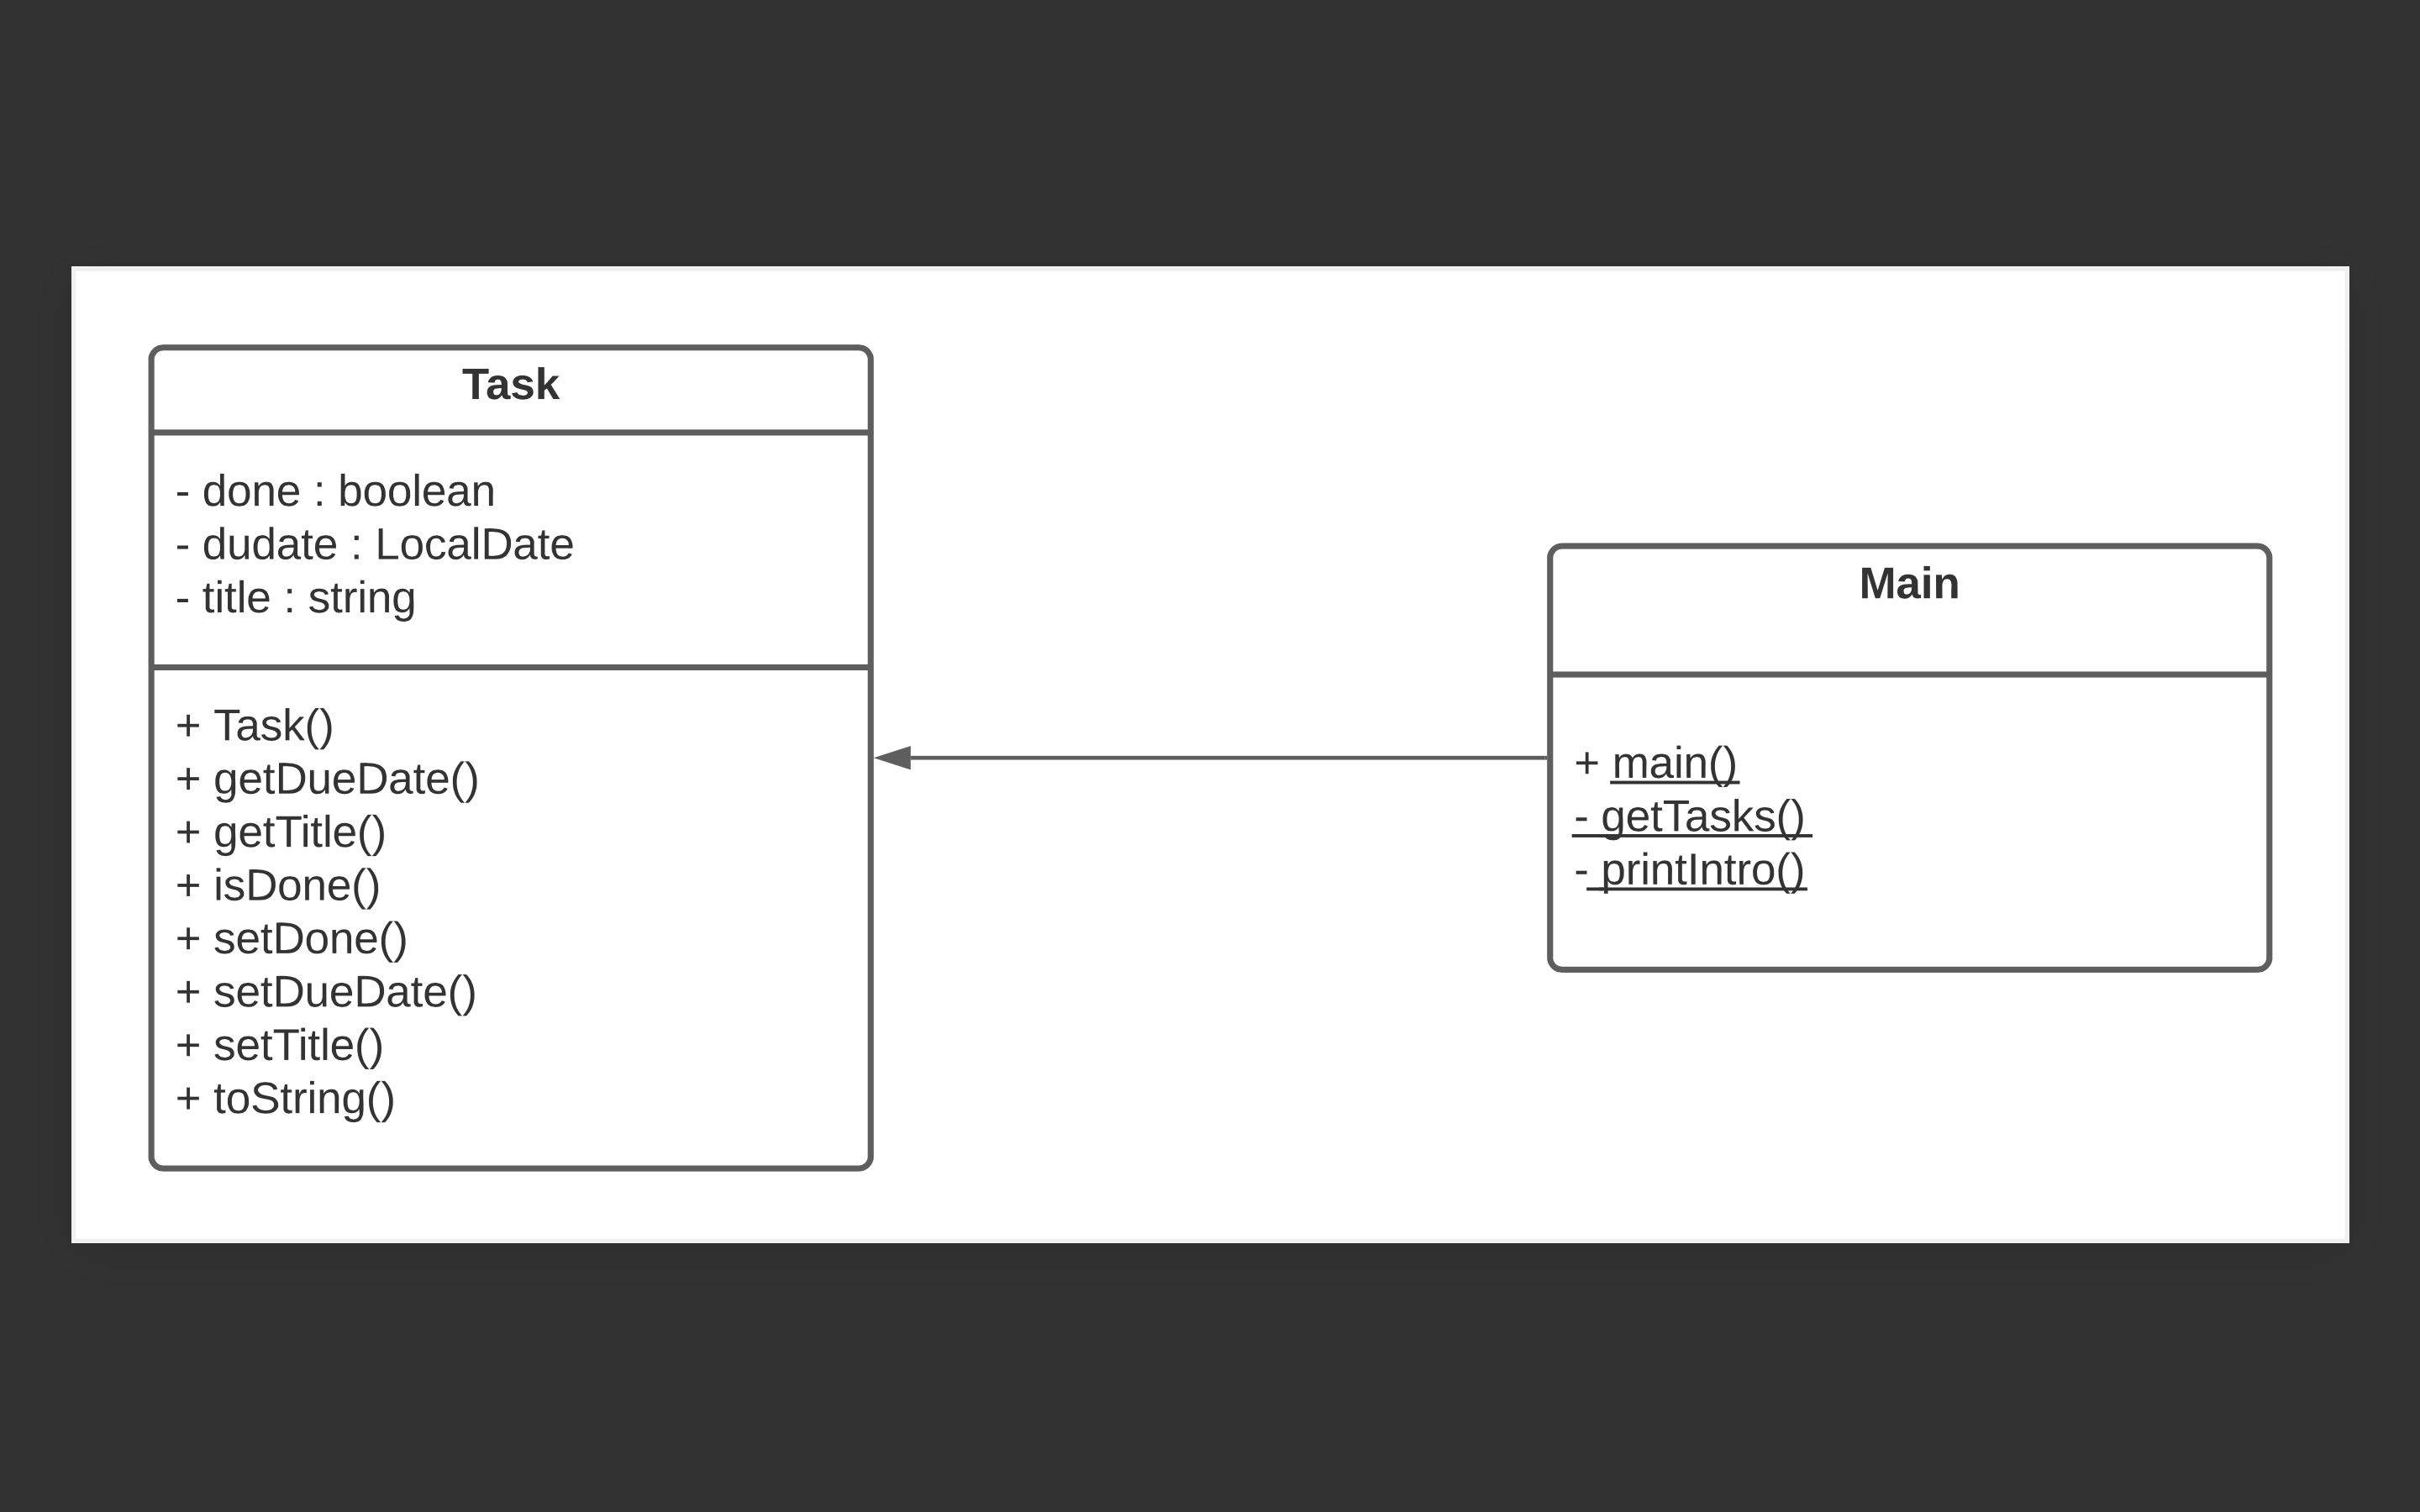 Task
- done : boolean
- dudate : LocalDate
- title : string
+ Task()
+ getDueDate()
+ getTitle()
+ isDone()
+ setDone()
+ setDueDate()
+ setTitle()
+ toString()
Main
+ main()
- getTasks()
- printIntro()